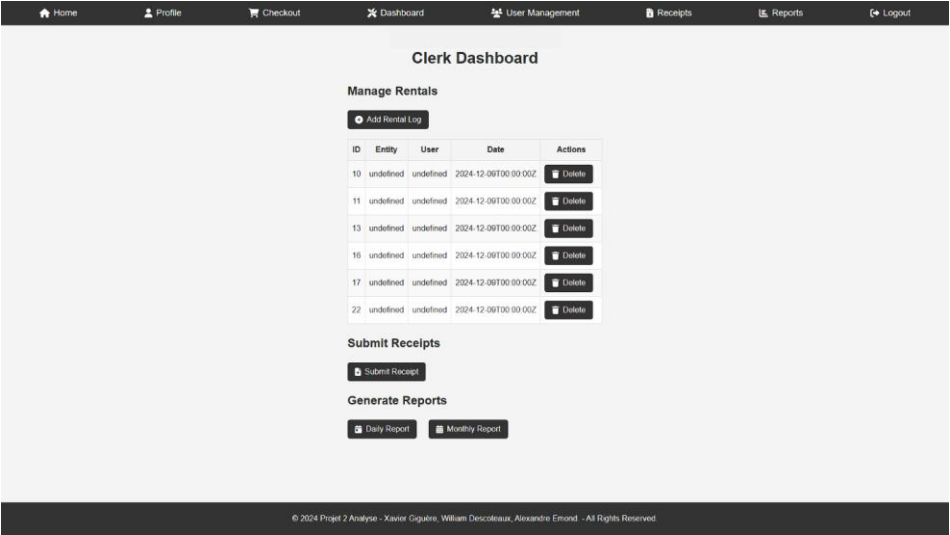 Home Profile Checkout Dashboard User Management Receipts Reports Logout
Clerk Dashboard
Manage Rentals
Add Rental Log
ID Entity User Date Actions
10 undefined undefined 2024-12-09T00:00:00Z Delete
11 undefined undefined 2024-12-09T00:00:00Z Delete
13 undefined undefined 2024-12-09T00:00:00Z Delete
16 undefined undefined 2024-12-09T00:00:00Z Delete
17 undefined undefined 2024-12-09T00:00:00Z Delete
22 undefined undefined 2024-12-09T00:00:00Z Delete
Submit Receipts
Submit Receipt
Generate Reports
Daily Report Monthly Report
© 2024 Projet 2 Analyse - Xavier Giguère, William Descoteaux, Alexandre Emond. - All Rights Reserved.